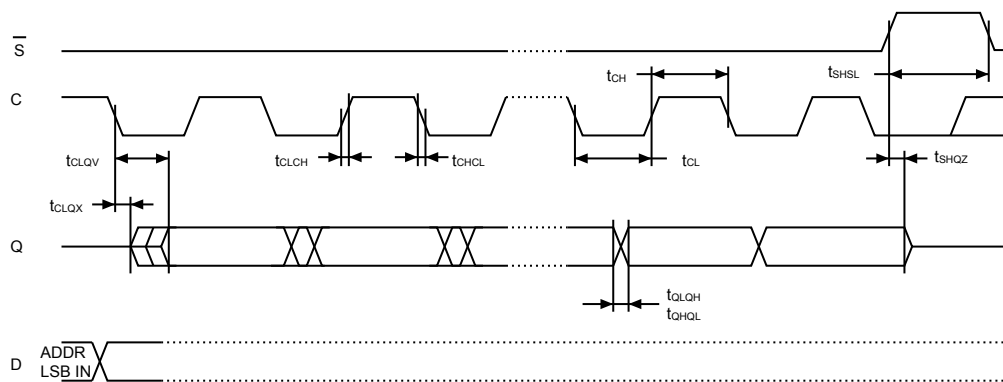 S̅
tCH
tSHSL
C
tCLQV
tCLCH
tCHCL
tCL
tSHQZ
tCLQX
Q
tQLQH
tQHQL
D
ADDR
LSB IN